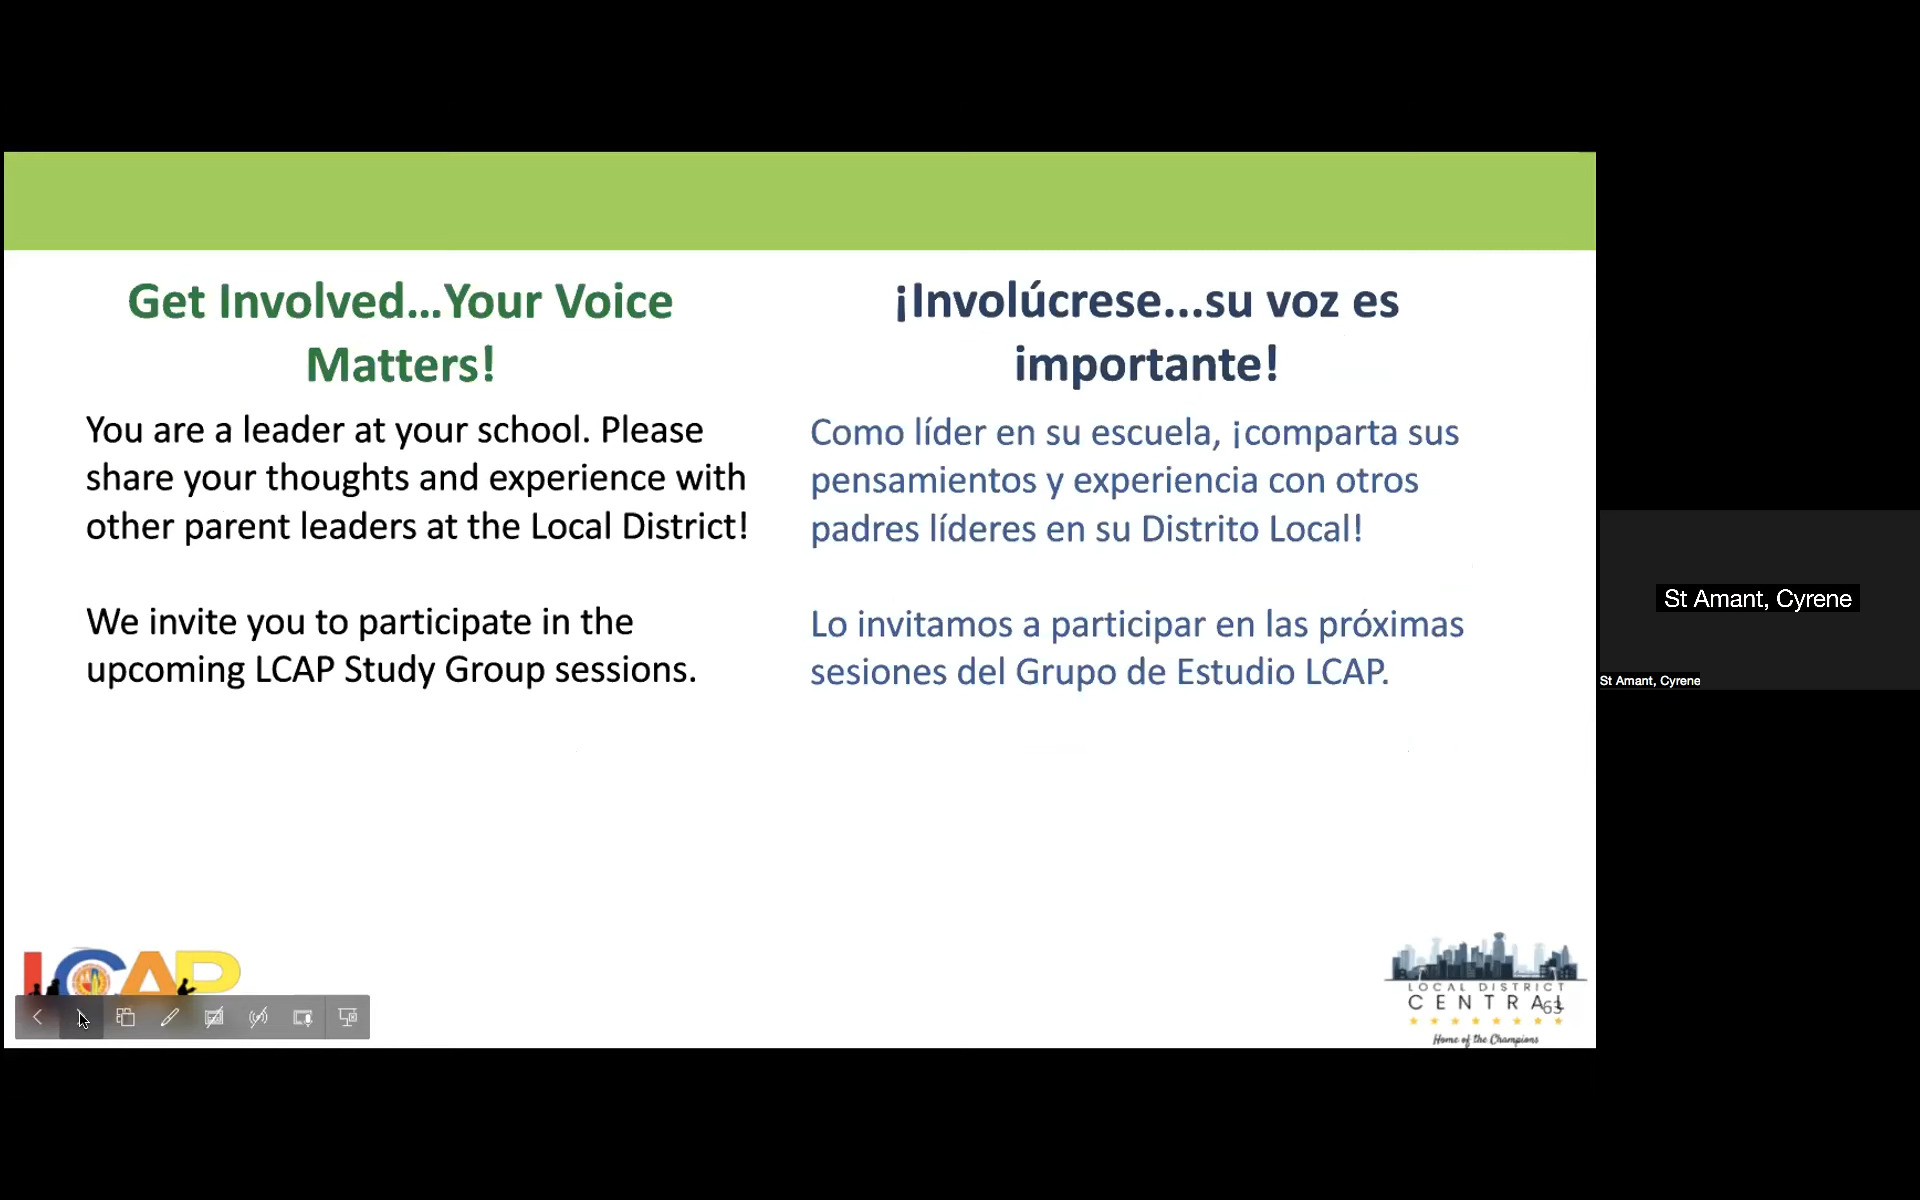 Get Involved...Your Voice
Matters!
You are a leader at your school. Please
share your thoughts and experience with
other parent leaders at the Local District!
We invite you to participate in the
upcoming LCAP Study Group sessions.
¡Involúcrese...su voz es
importante!
Como líder en su escuela, ¡comparta sus
pensamientos y experiencia con otros
padres líderes en su Distrito Local!
Lo invitamos a participar en las próximas
sesiones del Grupo de Estudio LCAP.
LCAP
LOCAL DISTRICT
CENTRAL
63
Home of the Champions
St Amant, Cyrene
St Amant, Cyrene